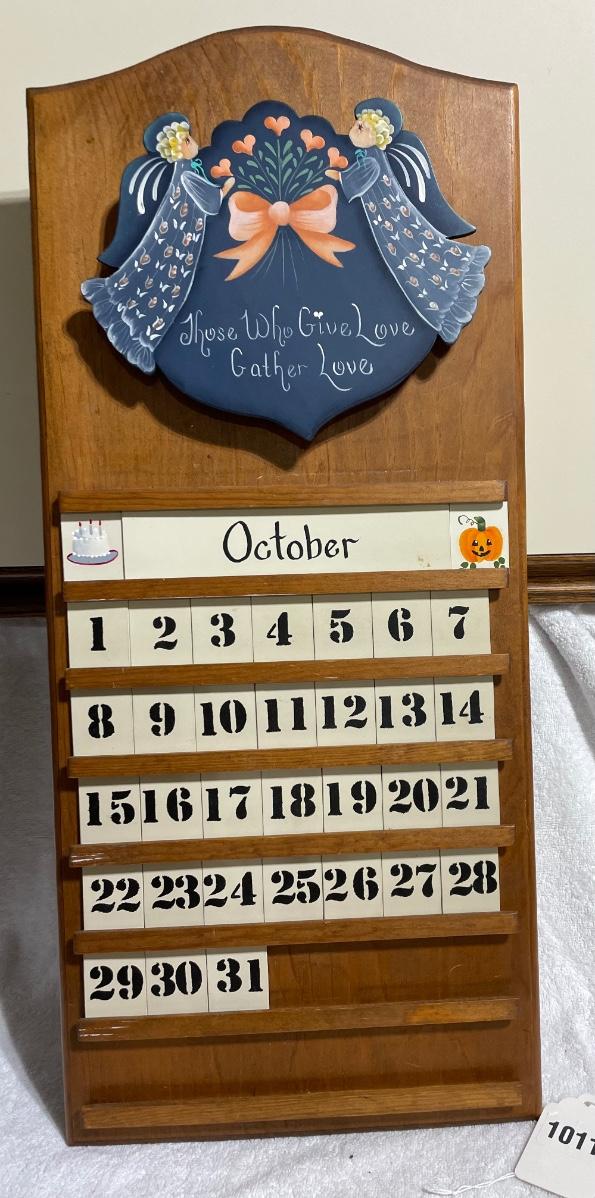 Those Who Give Love
Gather Love
October
1 2 3 4 5 6 7
8 9 10 11 12 13 14
15 16 17 18 19 20 21
22 23 24 25 26 27 28
29 30 31